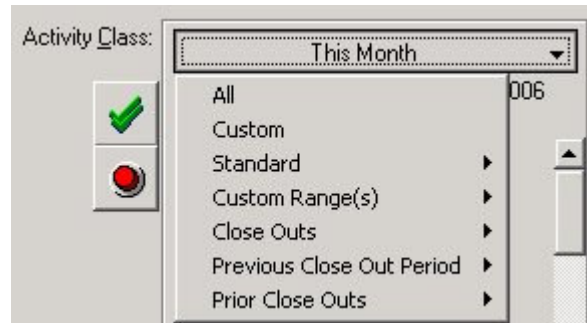 Activity Class: This Month
006
All
Custom
Standard
Custom Range(s)
Close Outs
Previous Close Out Period
Prior Close Outs